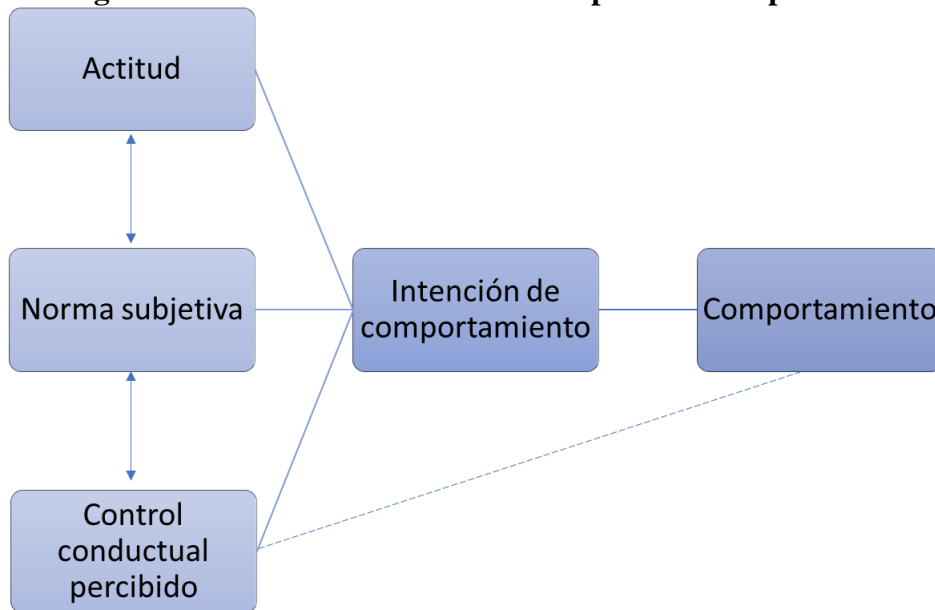 Actitud
Norma subjetiva
Intención de
comportamiento
Comportamiento
Control
conductual
percibido